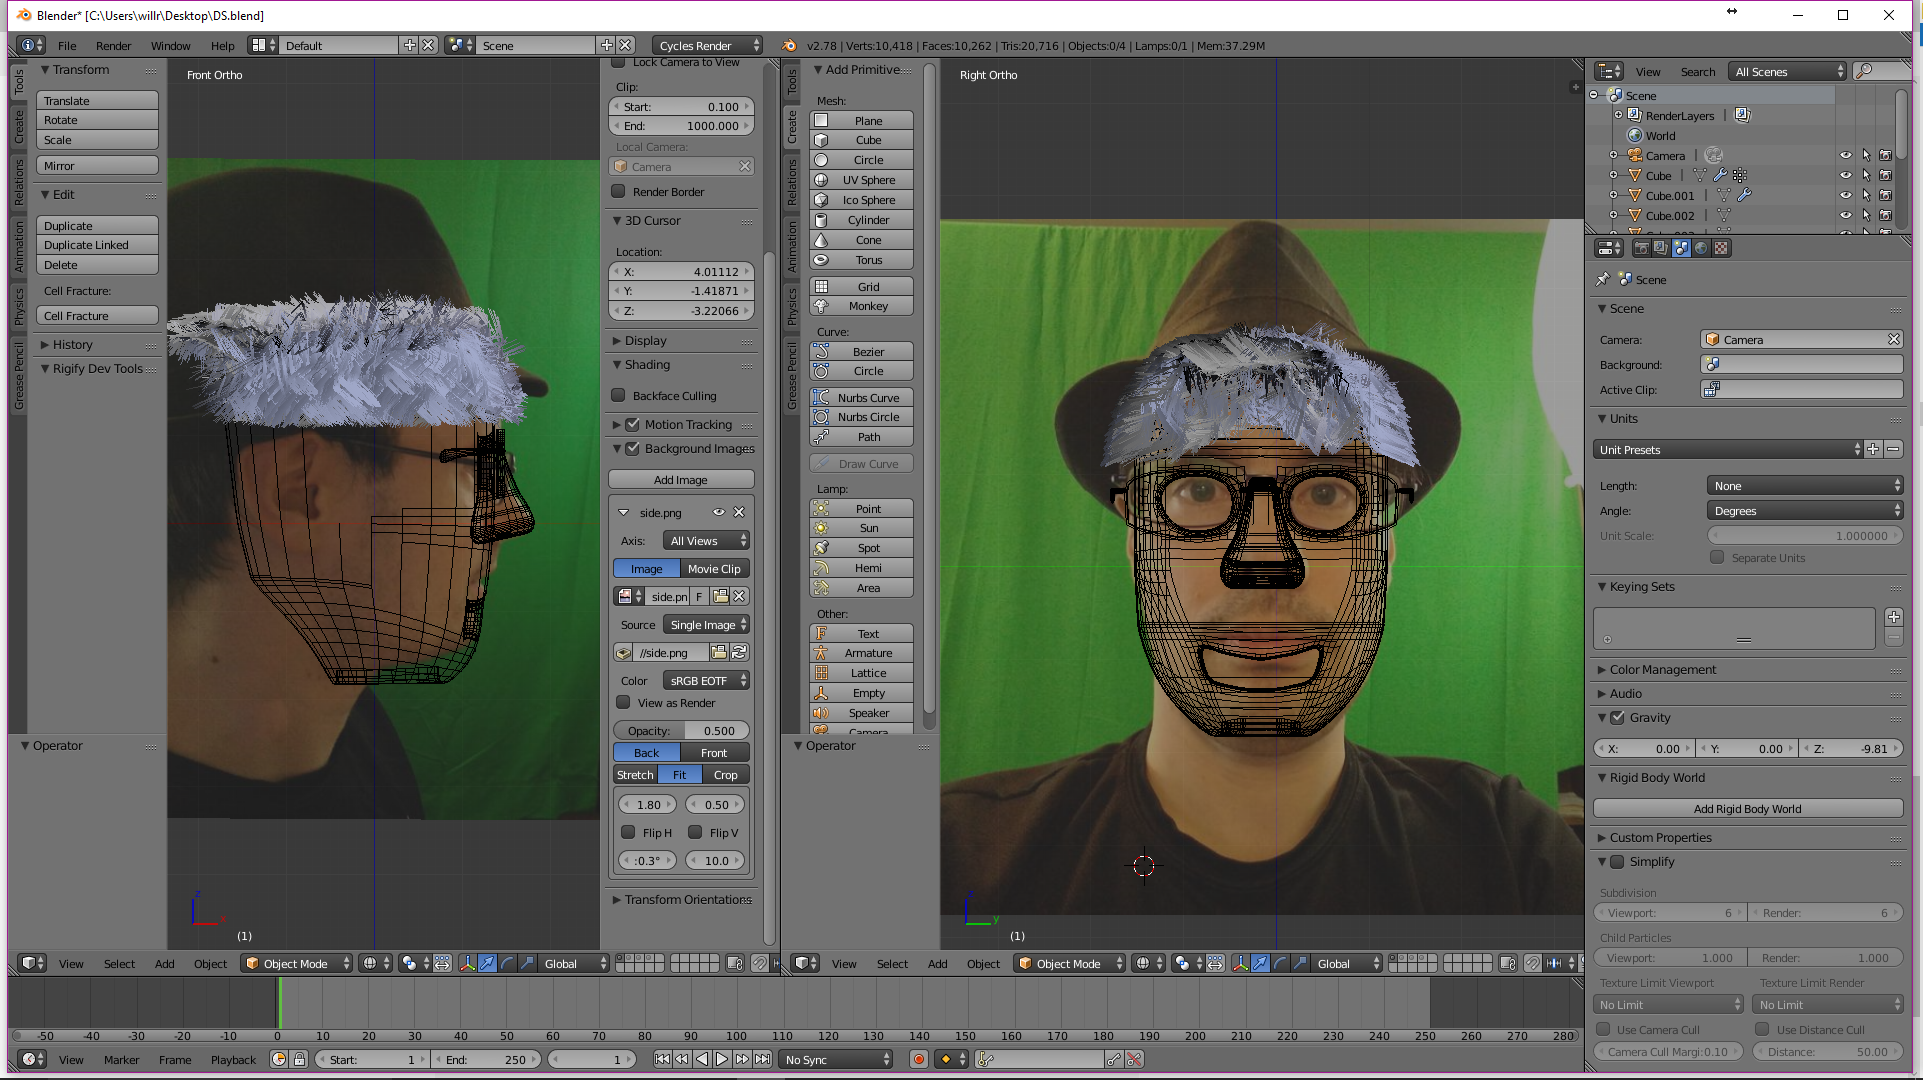 Blender* [C:\Users\willr\Desktop\DS.blend]
File Render Window Help Default Scene Cycles Render v2.78 | Verts:10,418 | Faces:10,262 | Tris:20,716 | Objects:0/4 | Lamps:0/1 | Mem:37.29M
Tools
Create
Relations
Animation
Physics
Grease Pencil
Transform
Translate
Rotate
Scale
Mirror
Edit
Duplicate
Duplicate Linked
Delete
Cell Fracture:
Cell Fracture
History
Rigify Dev Tools
Operator
Front Ortho
z
x
(1)
Lock Camera to View
Clip:
Start: 0.100
End: 1000.000
Local Camera:
Camera
Render Border
3D Cursor
Location:
X: 4.01112
Y: -1.41871
Z: -3.22066
Display
Shading
Backface Culling
Motion Tracking
Background Images
Add Image
side.png
Axis: All Views
Image Movie Clip
side.pn F
Source Single Image
//side.png
Color sRGB EOTF
View as Render
Opacity: 0.500
Back Front
Stretch Fit Crop
1.80 0.50
Flip H Flip V
:0.3° 10.0
Transform Orientations
Tools
Create
Relations
Animation
Physics
Grease Pencil
Add Primitive
Mesh:
Plane
Cube
Circle
UV Sphere
Ico Sphere
Cylinder
Cone
Torus
Grid
Monkey
Curve:
Bezier
Circle
Nurbs Curve
Nurbs Circle
Path
Draw Curve
Lamp:
Point
Sun
Spot
Hemi
Area
Other:
Text
Armature
Lattice
Empty
Speaker
Camera
Operator
Right Ortho
z
y
(1)
View Search All Scenes
Scene
RenderLayers
World
Camera
Cube
Cube.001
Cube.002
Scene
Scene
Camera: Camera
Background:
Active Clip:
Units
Unit Presets
Length: None
Angle: Degrees
Unit Scale: 1.000000
Separate Units
Keying Sets
Color Management
Audio
Gravity
X: 0.00 Y: 0.00 Z: -9.81
Rigid Body World
Add Rigid Body World
Custom Properties
Simplify
Subdivision
Viewport: 6 Render: 6
Child Particles
Viewport: 1.000 Render: 1.000
Texture Limit Viewport Texture Limit Render
No Limit No Limit
Use Camera Cull Use Distance Cull
Camera Cull Margi:0.10 Distance: 50.00
View Select Add Object Object Mode Global
View Select Add Object Object Mode Global
-50 -40 -30 -20 -10 0 10 20 30 40 50 60 70 80 90 100 110 120 130 140 150 160 170 180 190 200 210 220 230 240 250 260 270 280
View Marker Frame Playback Start: 1 End: 250 1 No Sync